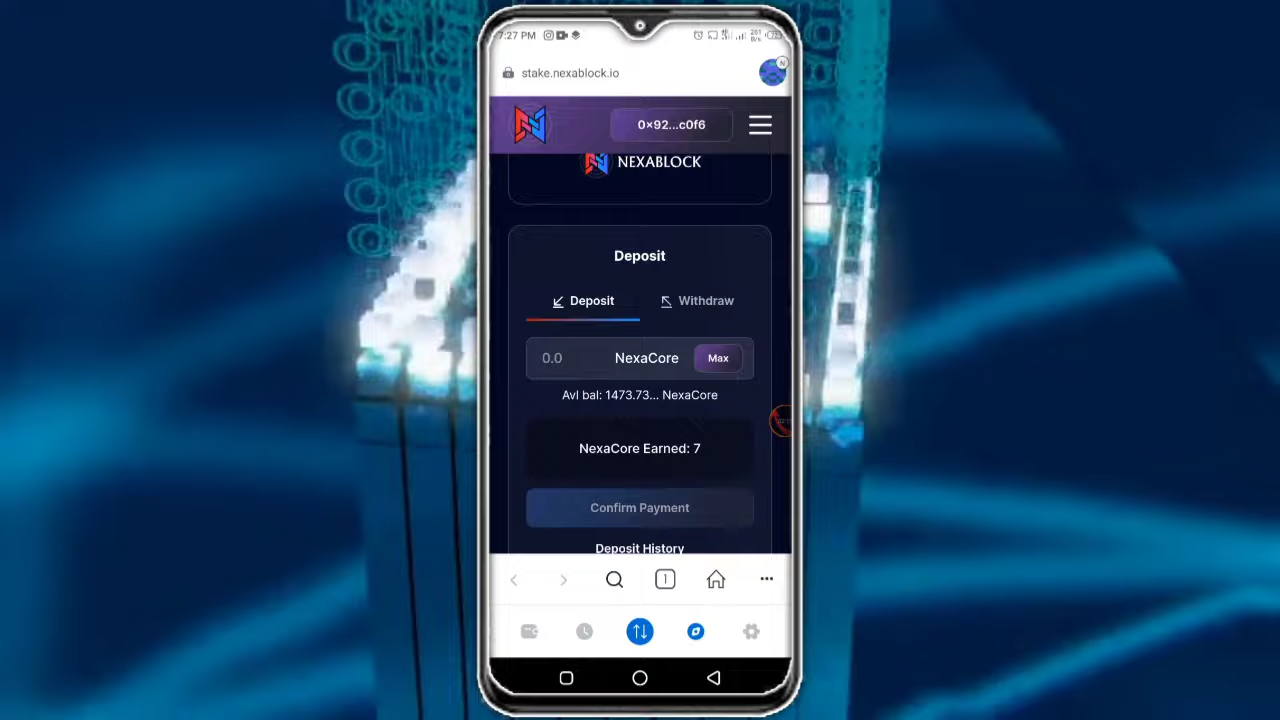 7:27 PM
stake.nexablock.io
N
0×92...c0f6
NEXABLOCK
Deposit
Deposit
Withdraw
0.0 NexaCore Max
Avl bal: 1473.73... NexaCore
NexaCore Earned: 7
Confirm Payment
Deposit History
1